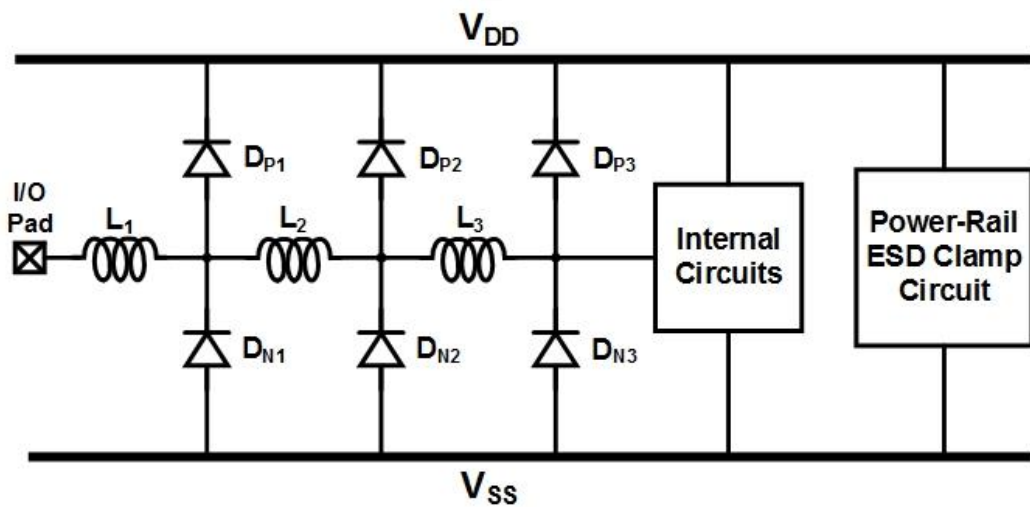 VDD
DP1
DP2
DP3
I/O
Pad
L1
L2
L3
Internal
Circuits
Power-Rail
ESD Clamp
Circuit
DN1
DN2
DN3
VSS